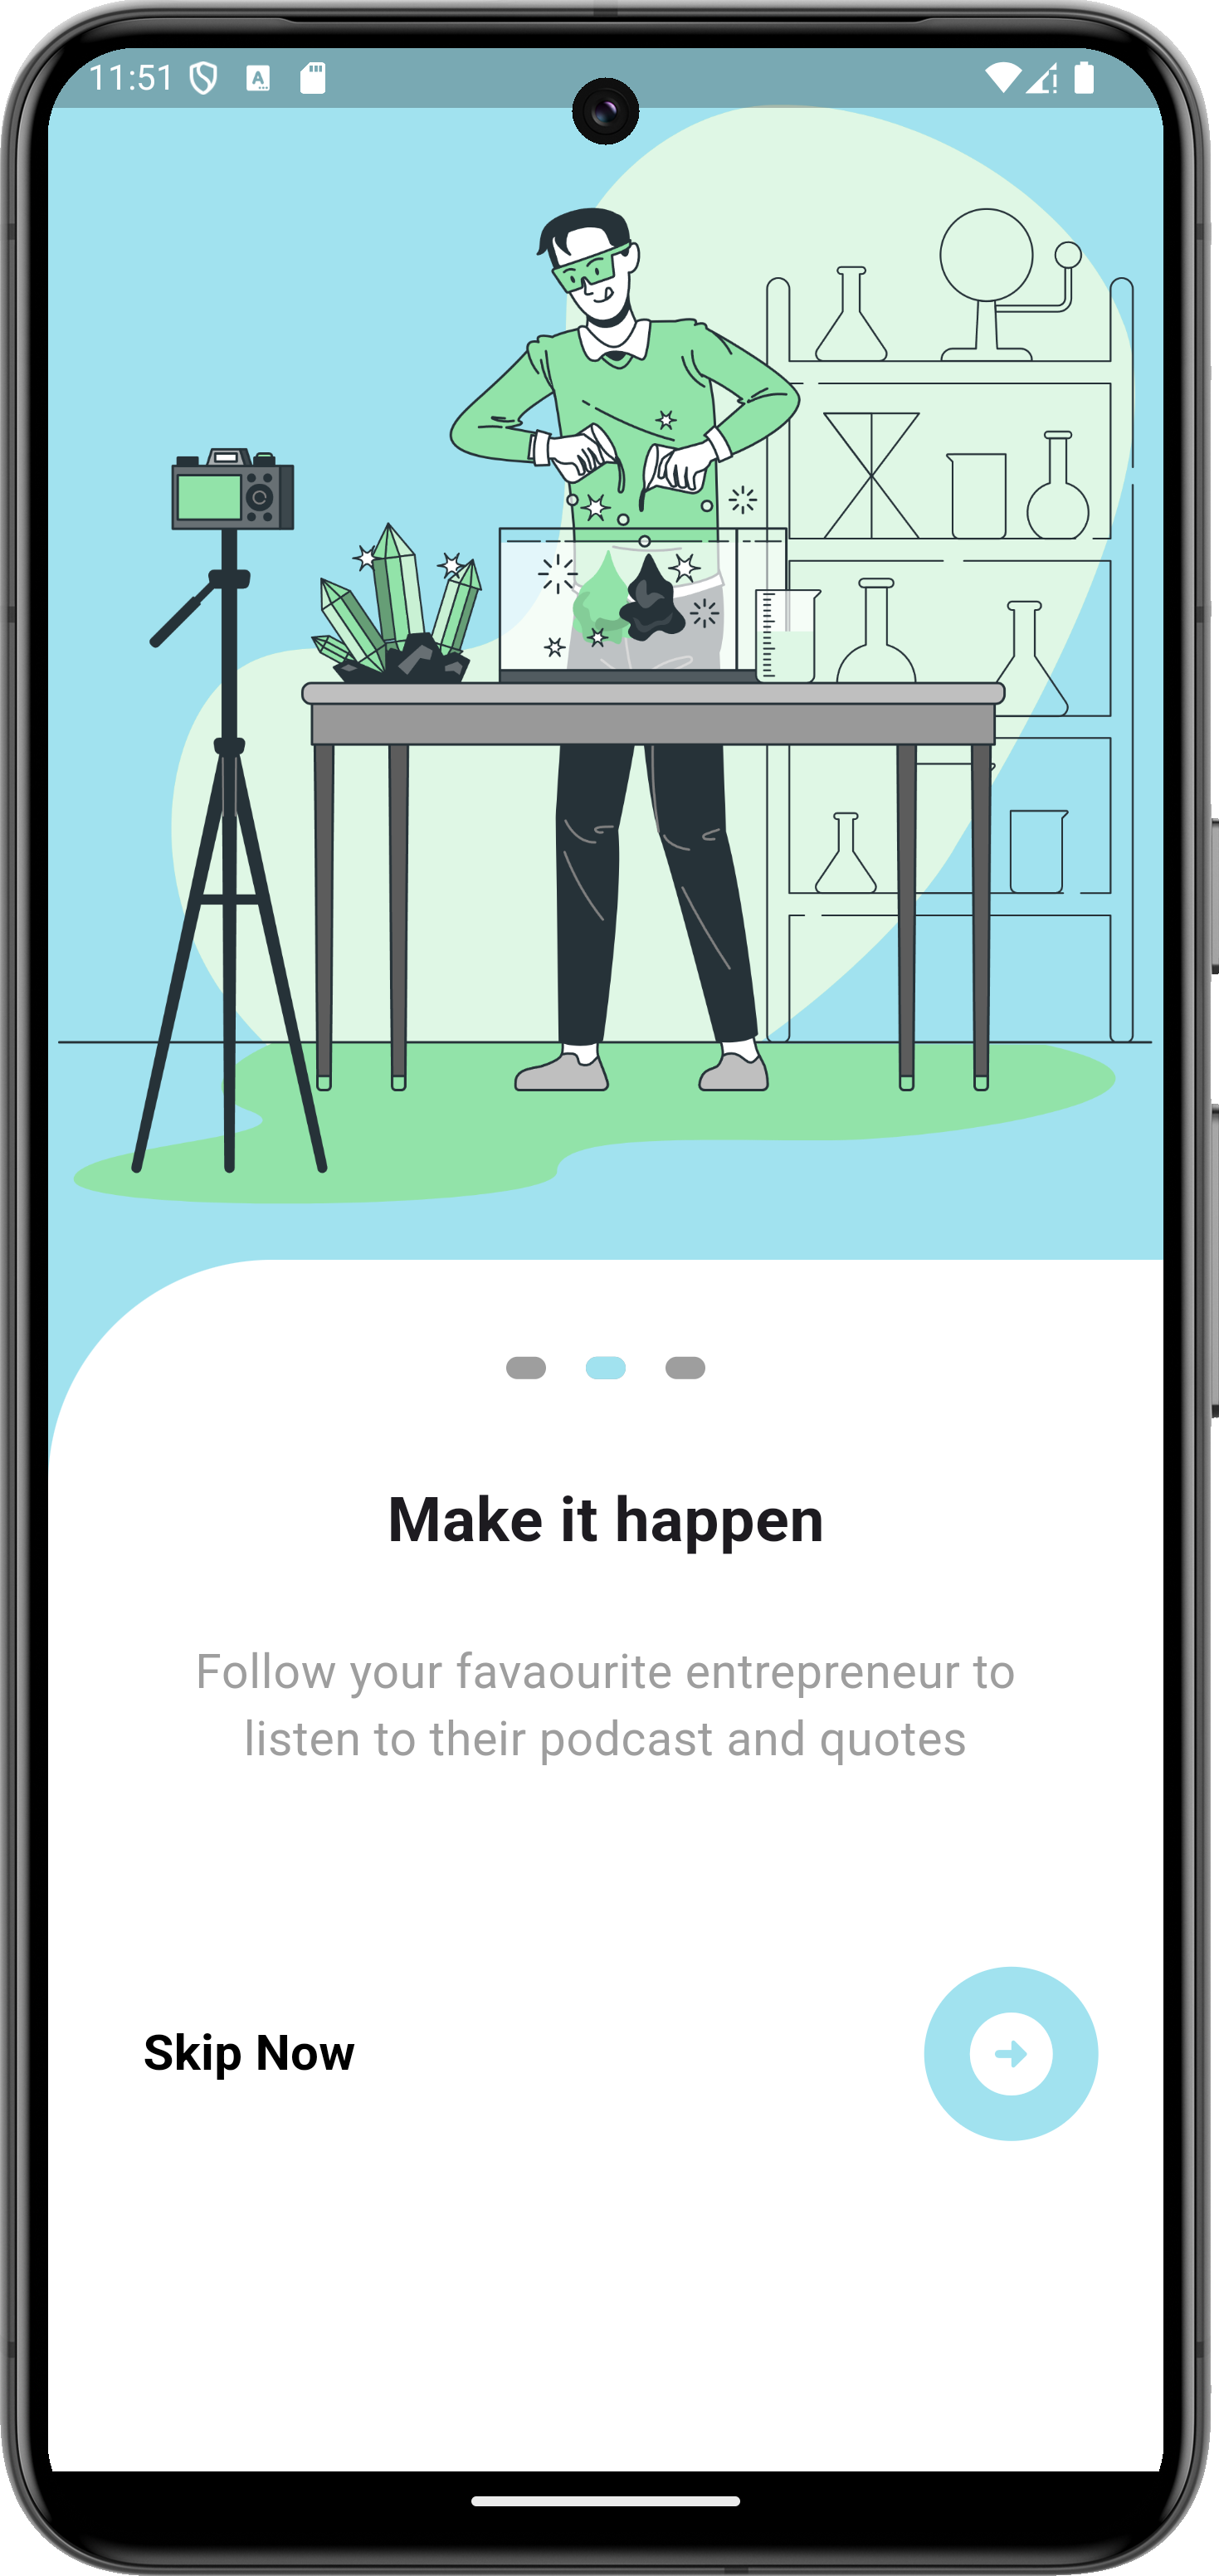 11:51
Make it happen
Follow your favaourite entrepreneur to
listen to their podcast and quotes
Skip Now